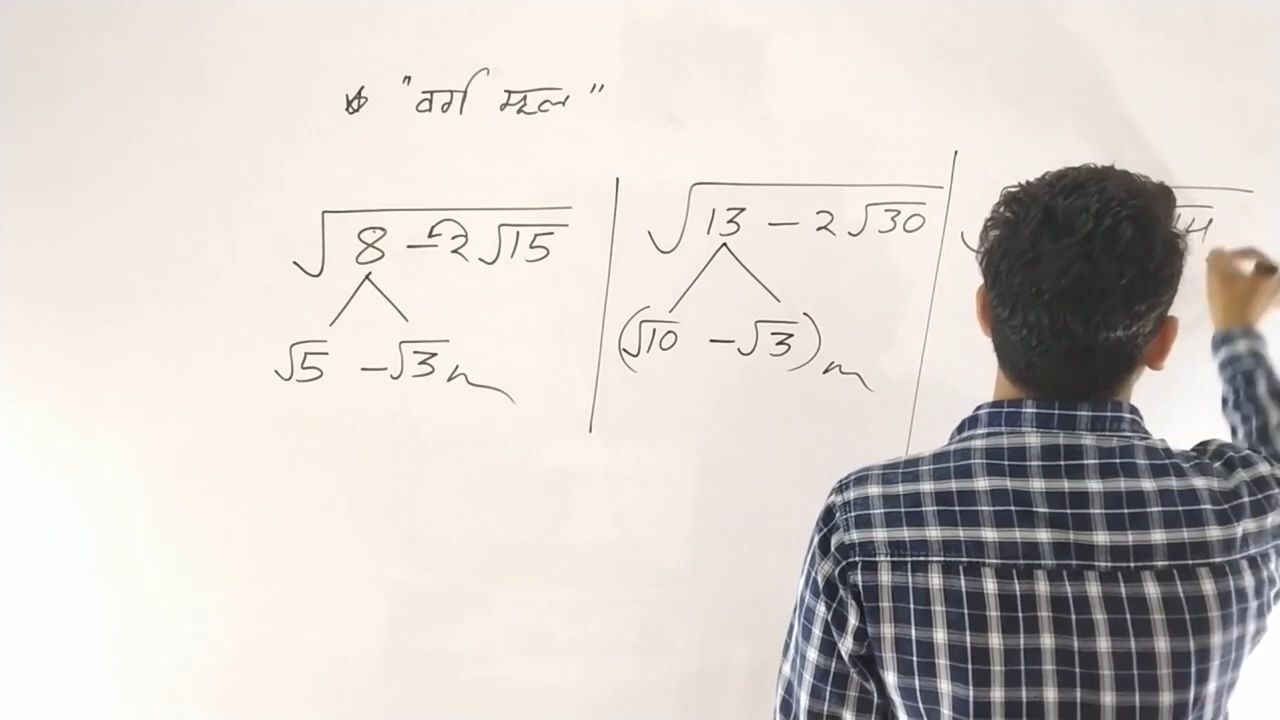 * "वर्ग मूल"
√(8 - 2√15)
√5 - √3
√(13 - 2√30)
(√10 - √3)